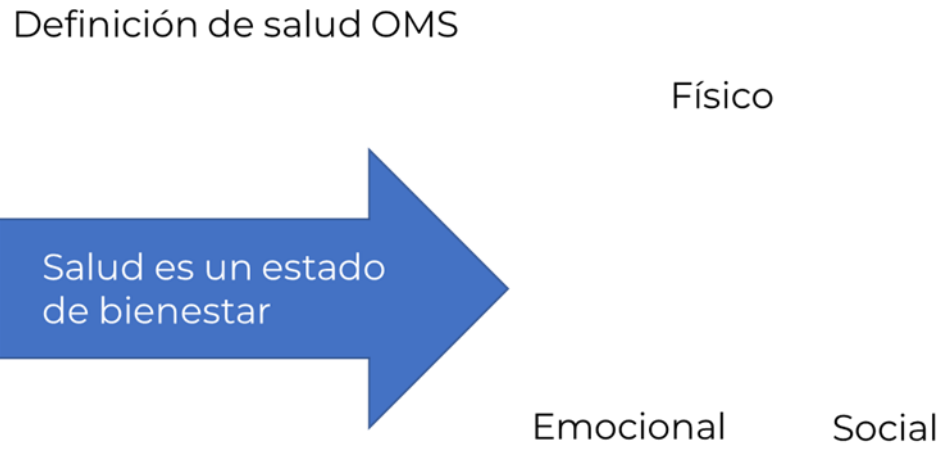 Definición de salud OMS
Físico
Salud es un estado
de bienestar
Emocional
Social